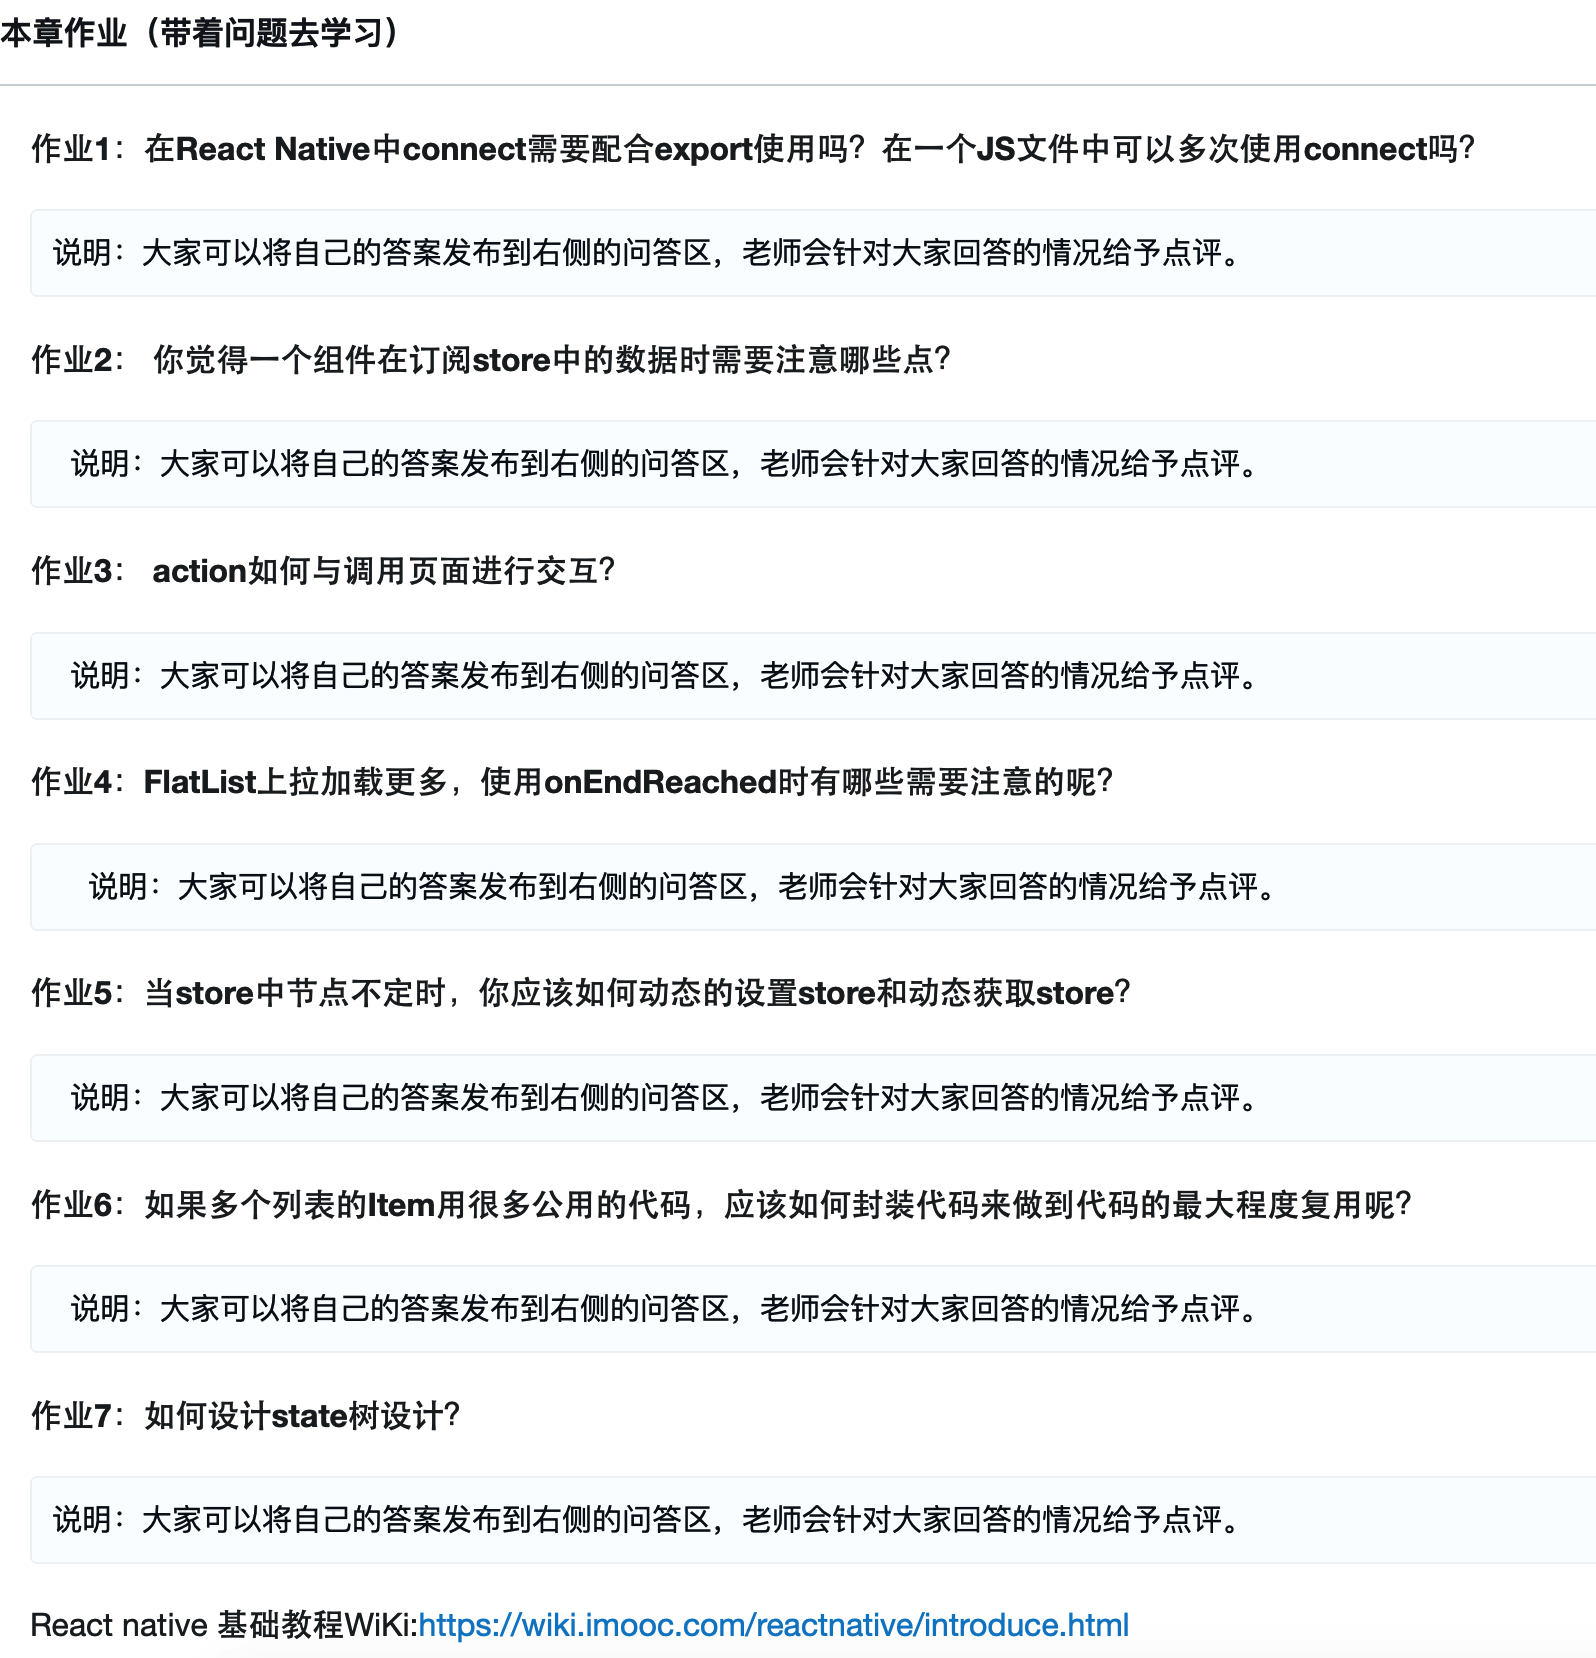 本章作业（带着问题去学习）
作业1：在React Native中connect需要配合export使用吗？在一个JS文件中可以多次使用connect吗？
说明：大家可以将自己的答案发布到右侧的问答区，老师会针对大家回答的情况给予点评。
作业2： 你觉得一个组件在订阅store中的数据时需要注意哪些点？
说明：大家可以将自己的答案发布到右侧的问答区，老师会针对大家回答的情况给予点评。
作业3： action如何与调用页面进行交互？
说明：大家可以将自己的答案发布到右侧的问答区，老师会针对大家回答的情况给予点评。
作业4：FlatList上拉加载更多，使用onEndReached时有哪些需要注意的呢？
说明：大家可以将自己的答案发布到右侧的问答区，老师会针对大家回答的情况给予点评。
作业5：当store中节点不定时，你应该如何动态的设置store和动态获取store？
说明：大家可以将自己的答案发布到右侧的问答区，老师会针对大家回答的情况给予点评。
作业6：如果多个列表的Item用很多公用的代码，应该如何封装代码来做到代码的最大程度复用呢？
说明：大家可以将自己的答案发布到右侧的问答区，老师会针对大家回答的情况给予点评。
作业7：如何设计state树设计？
说明：大家可以将自己的答案发布到右侧的问答区，老师会针对大家回答的情况给予点评。
React native 基础教程WiKi:https://wiki.imooc.com/reactnative/introduce.html